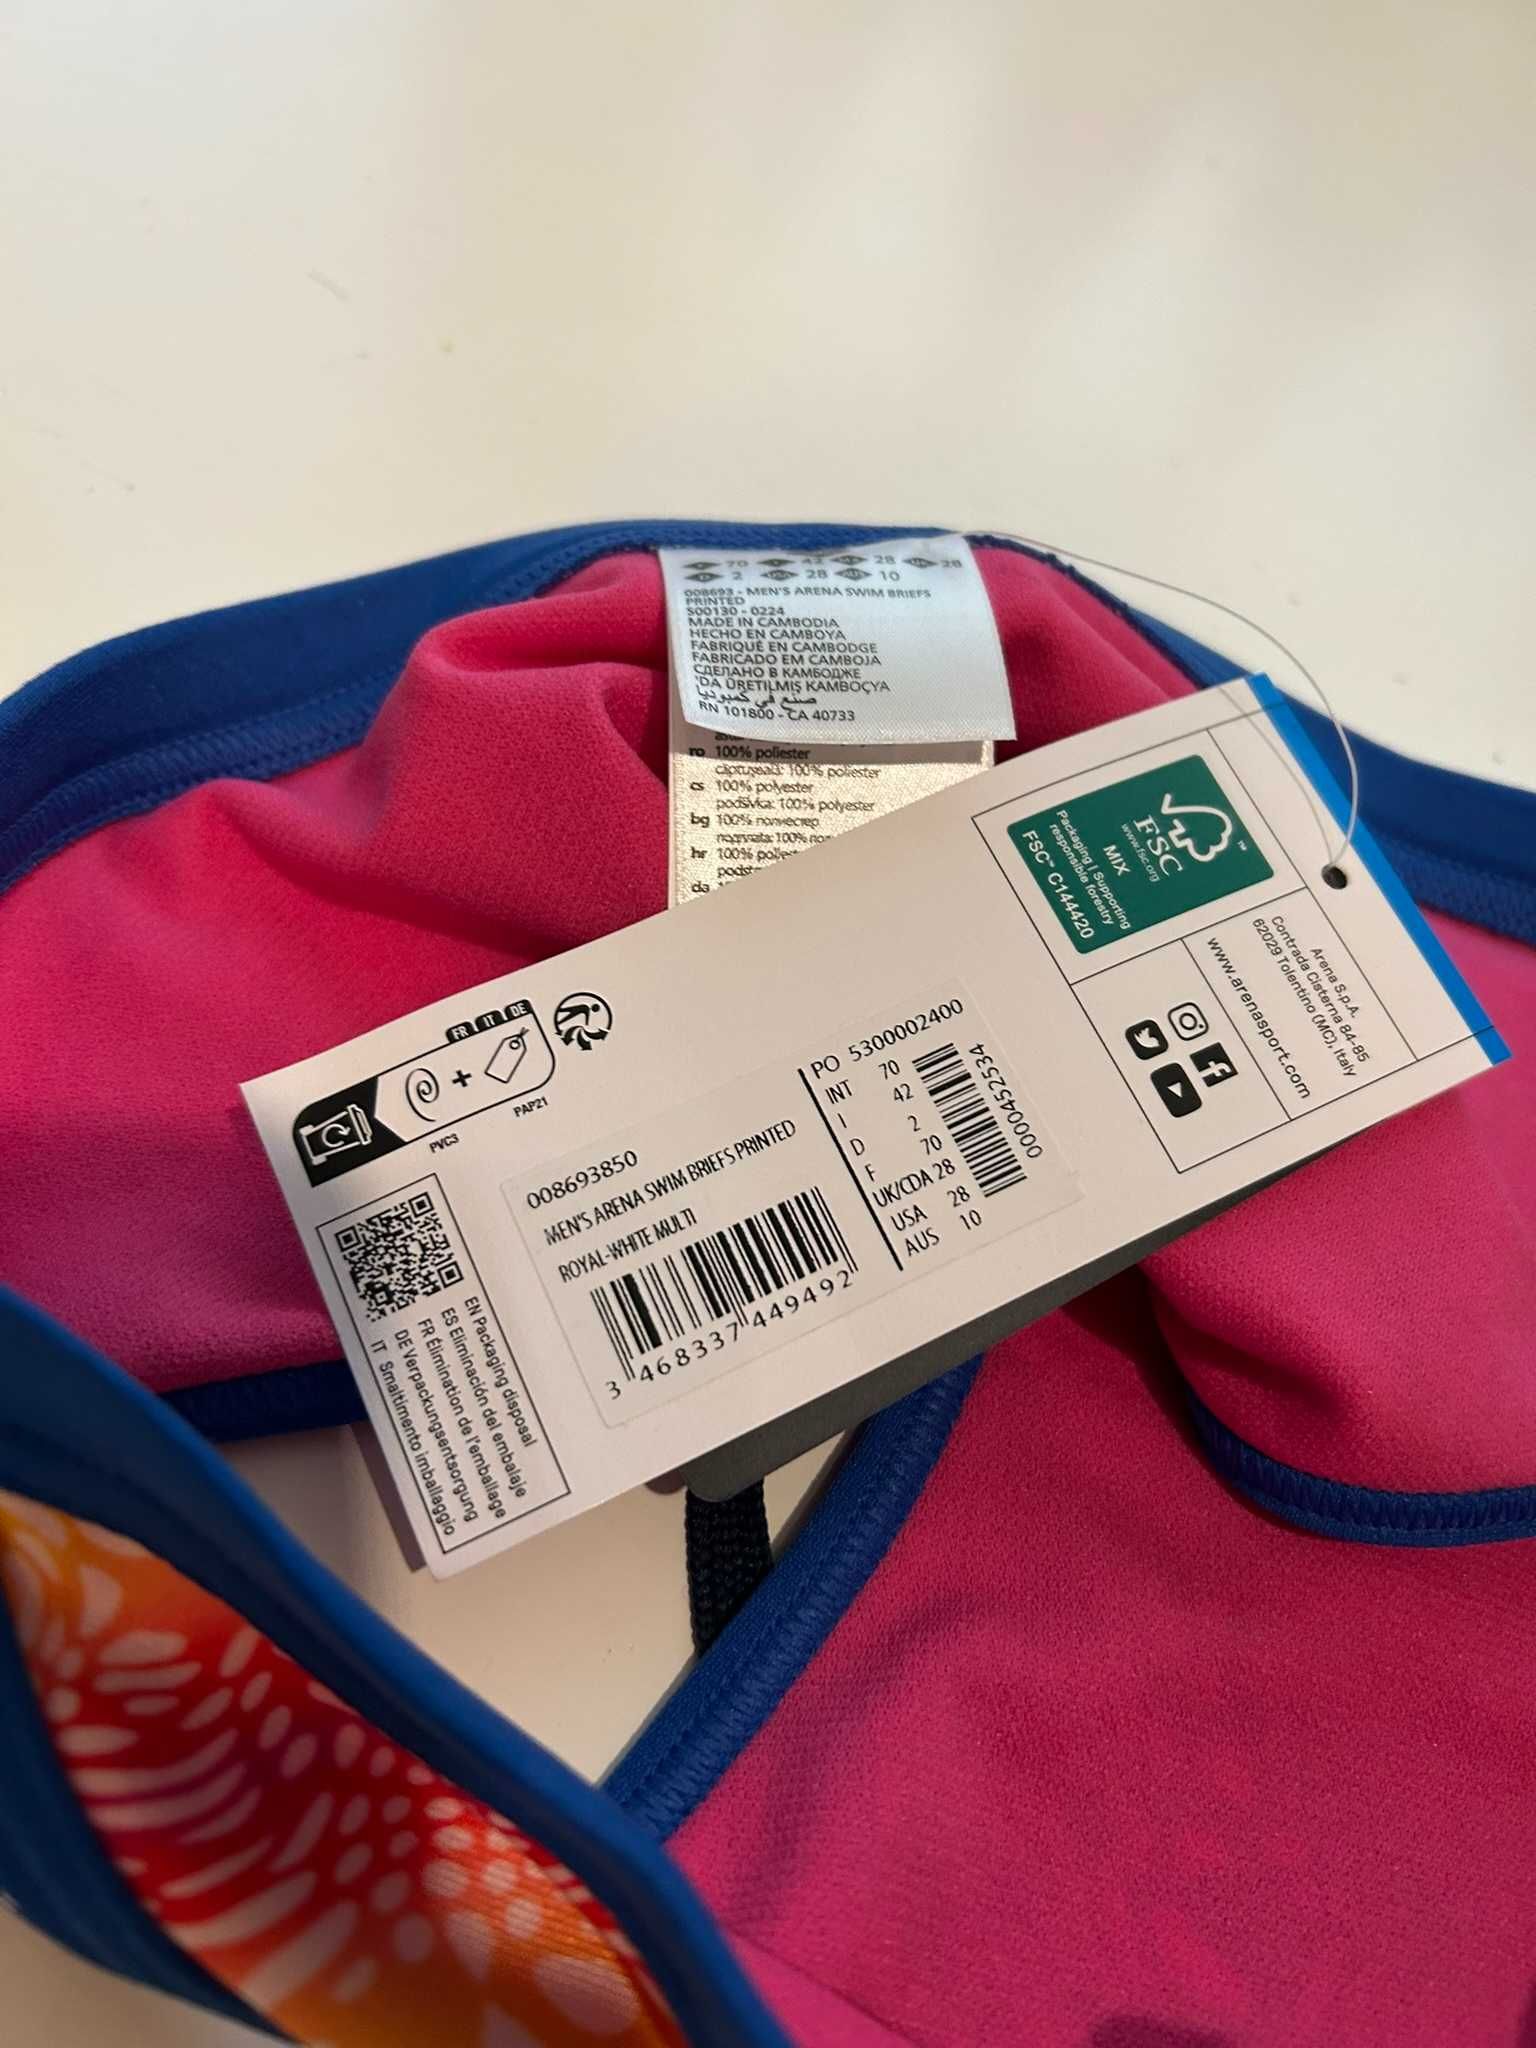 70 42 28 28
2 28 10
008693 - MEN'S ARENA SWIM BRIEFS
PRINTED
S00130 - 0224
MADE IN CAMBODIA
HECHO EN CAMBOYA
FABRIQUÉ EN CAMBODGE
FABRICADO EM CAMBOJA
СДЕЛАНО В КАМБОДЖЕ
'DA ÜRETILMIŞ KAMBOÇYA
صنع في كمبوديا
RN 101800 - CA 40733
ro 100% poliester
căptuşeală: 100% poliester
cs 100% polyester
podšívka: 100% polyester
bg 100% полиестер
hr 100%
da
FSC
www.fsc.org
MIX
Packaging | Supporting
responsible forestry
FSC™ C144420
Arena S.p.A.
Contrada Cisterna 84-85
62029 Tolentino (MC), Italy
www.arenasport.com
FR IT DE
PVC3
PAP21
EN Packaging disposal
ES Eliminación del embalaje
FR Élimination de l'emballage
DE Verpackungsentsorgung
IT Smaltimento imballaggio
008693850
MEN'S ARENA SWIM BRIEFS PRINTED
ROYAL-WHITE MULTI
3 468337 449492
PO 5300002400
INT 70
I 42
D 2
F 70
UK/CDA 28
USA 28
AUS 10
0000452534